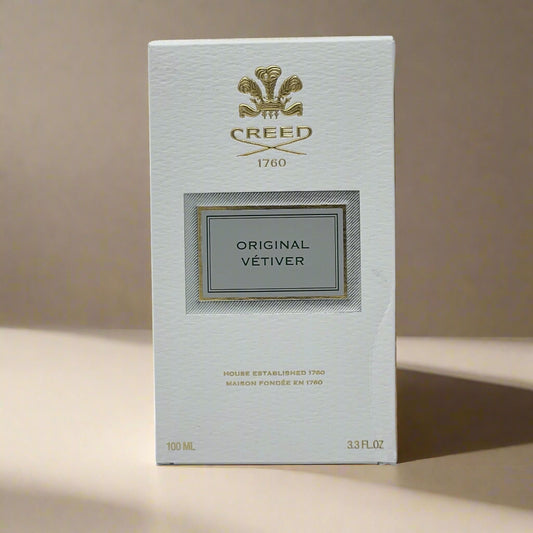 CREED
1760
ORIGINAL
VÉTIVER
HOUSE ESTABLISHED 1760
MAISON FONDÉE EN 1760
100 ML 3.3 FL.OZ